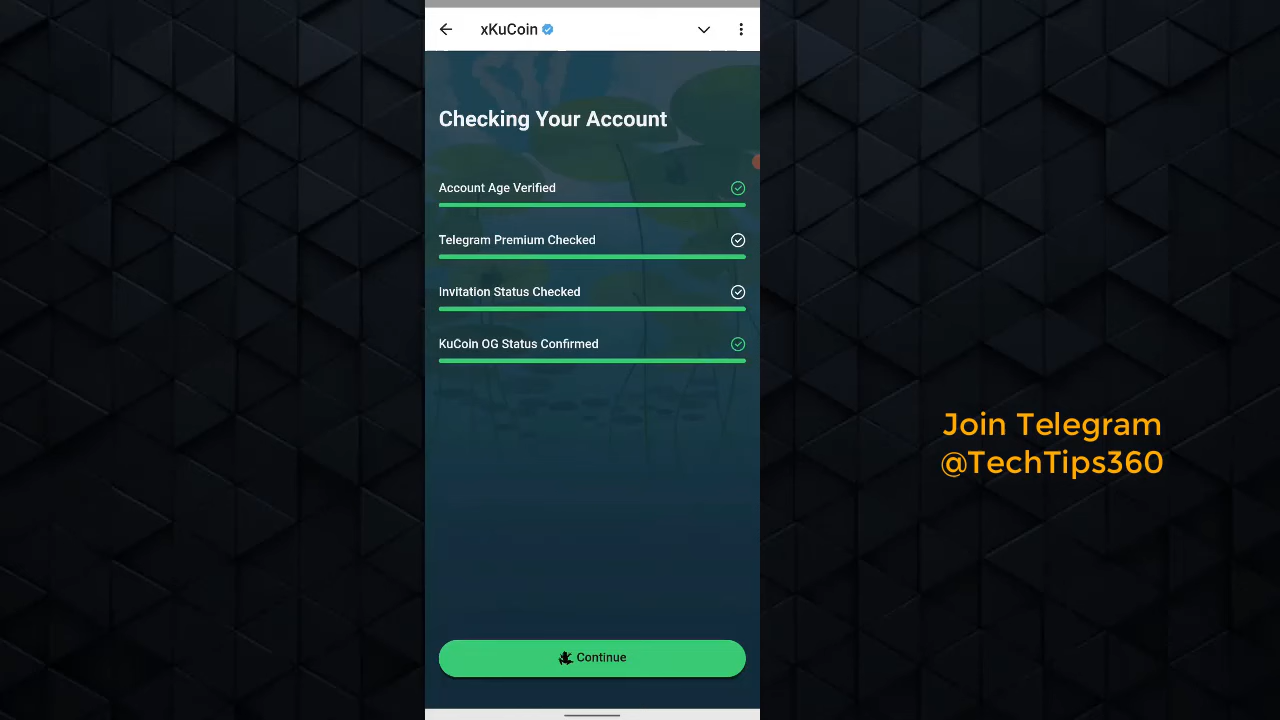 xKuCoin
Checking Your Account
Account Age Verified
Telegram Premium Checked
Invitation Status Checked
KuCoin OG Status Confirmed
Continue
Join Telegram
@TechTips360